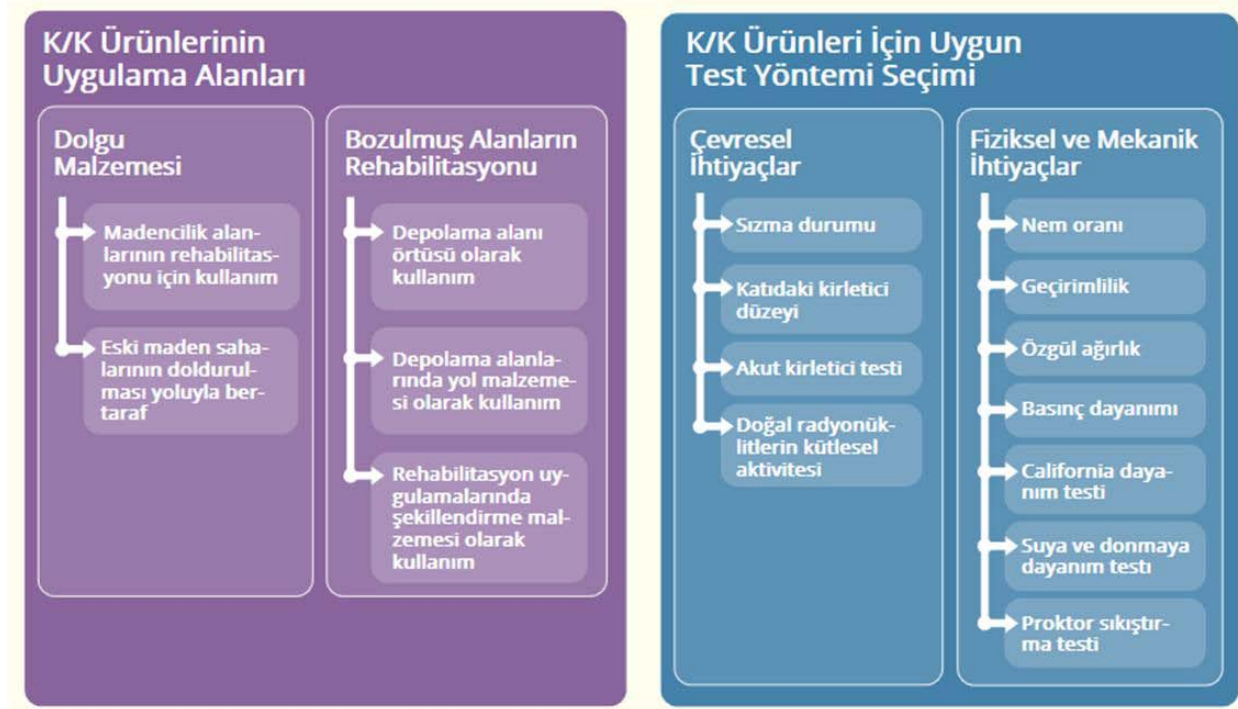 K/K Ürünlerinin
Uygulama Alanları
Dolgu
Malzemesi
Madencilik alan-
larının rehabilitas-
yonu için kullanım
Eski maden saha-
larının doldurul-
ması yoluyla ber-
taraf
Bozulmuş Alanların
Rehabilitasyonu
Depolama alanı
örtüsü olarak
kullanım
Depolama alanla-
rında yol malzeme-
si olarak kullanım
Rehabilitasyon uy-
gulamalarında
şekillendirme mal-
zemesi olarak
kullanım
K/K Ürünleri İçin Uygun
Test Yöntemi Seçimi
Çevresel
İhtiyaçlar
Sızma durumu
Katıdaki kirletici
düzeyi
Akut kirletici testi
Doğal radyonük-
litlerin kütlesel
aktivitesi
Fiziksel ve Mekanik
İhtiyaçlar
Nem oranı
Geçirimlilik
Özgül ağırlık
Basınç dayanımı
California daya-
nım testi
Suya ve donmaya
dayanım testı
Proktor sıkıştır-
ma testi